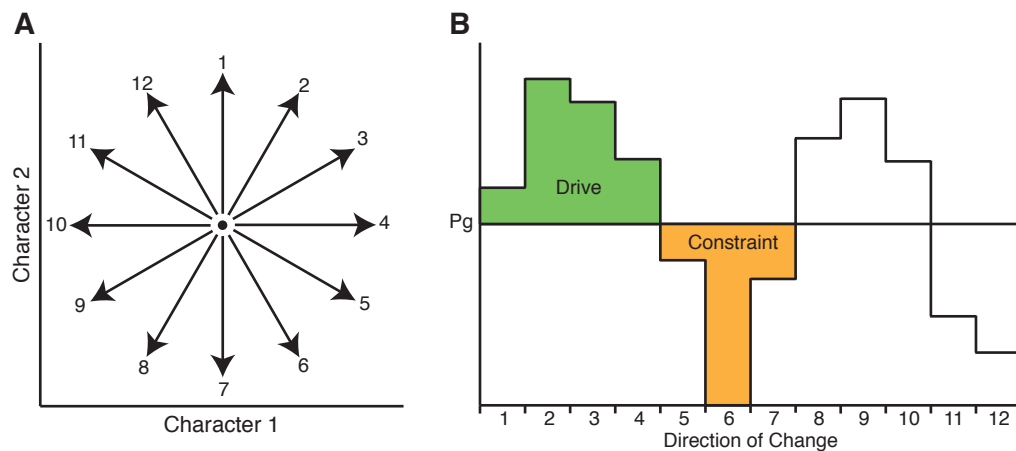 A
1
2
3
4
5
6
7
8
9
10
11
12
Character 2
Character 1
B
Drive
Constraint
Pg
1 2 3 4 5 6 7 8 9 10 11 12
Direction of Change